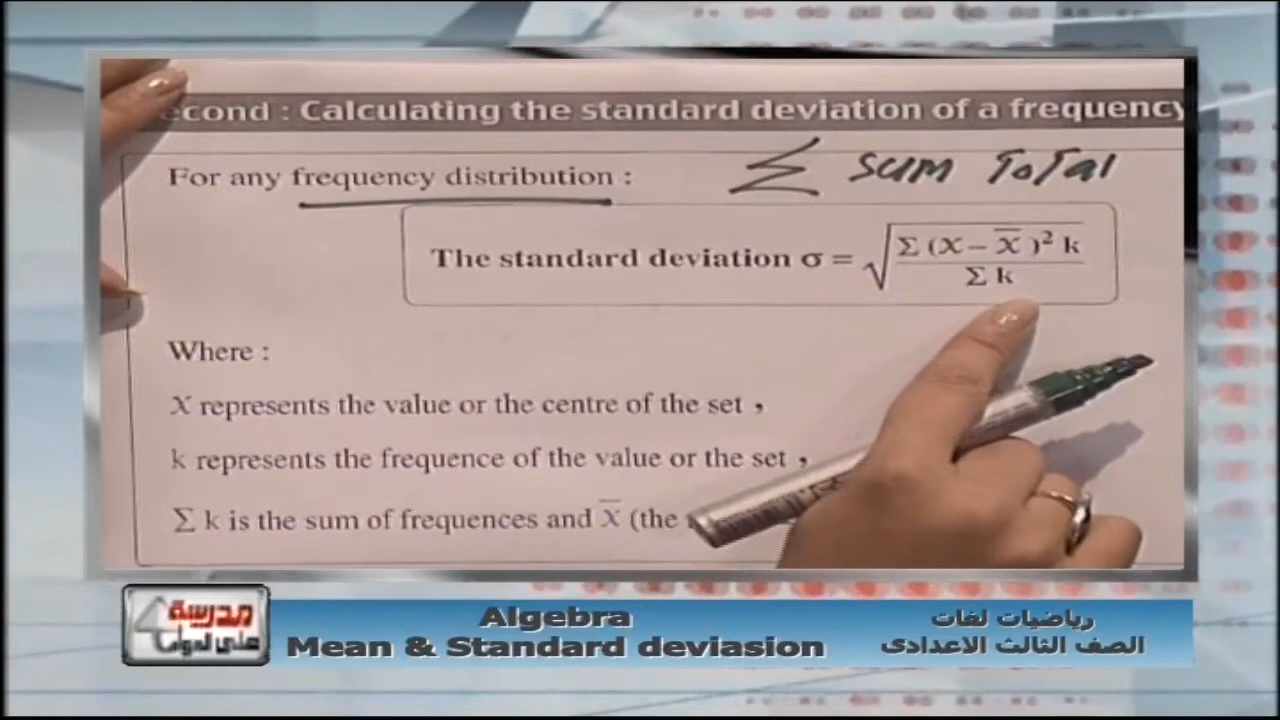 econd : Calculating the standard deviation of a frequency
For any frequency distribution :
Σ SUM ToTal
The standard deviation σ = √ Σ (X – X̄ )² k / Σ k
Where :
X represents the value or the centre of the set ,
k represents the frequence of the value or the set ,
Σ k is the sum of frequences and X̄ (the
مدرسة
على الهواء
Algebra
Mean & Standard deviasion
رياضيات لغات
الصف الثالث الاعدادى